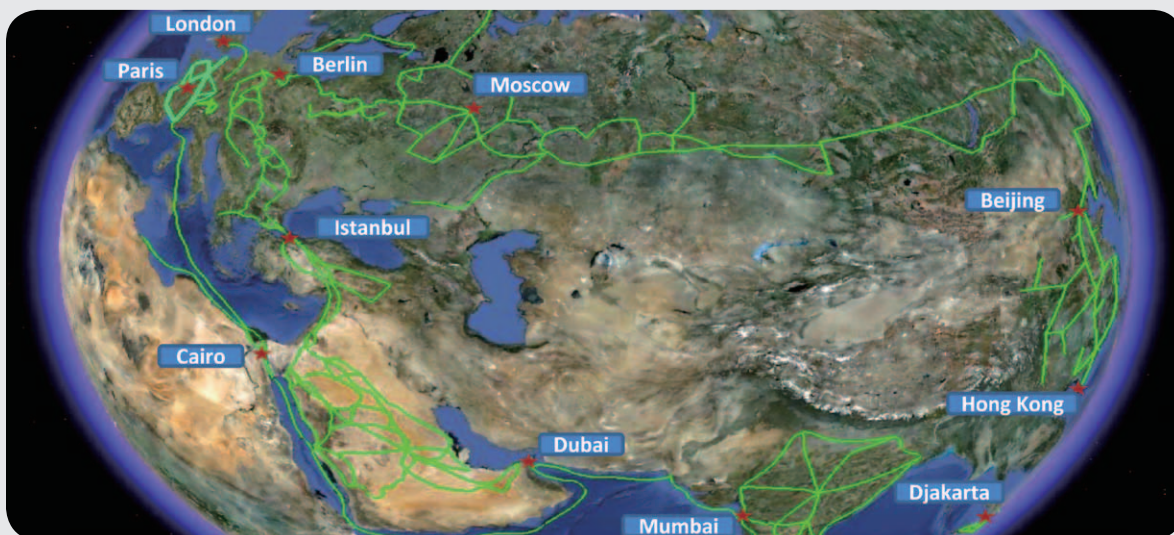 London
Paris
Berlin
Moscow
Beijing
Istanbul
Cairo
Hong Kong
Dubai
Djakarta
Mumbai